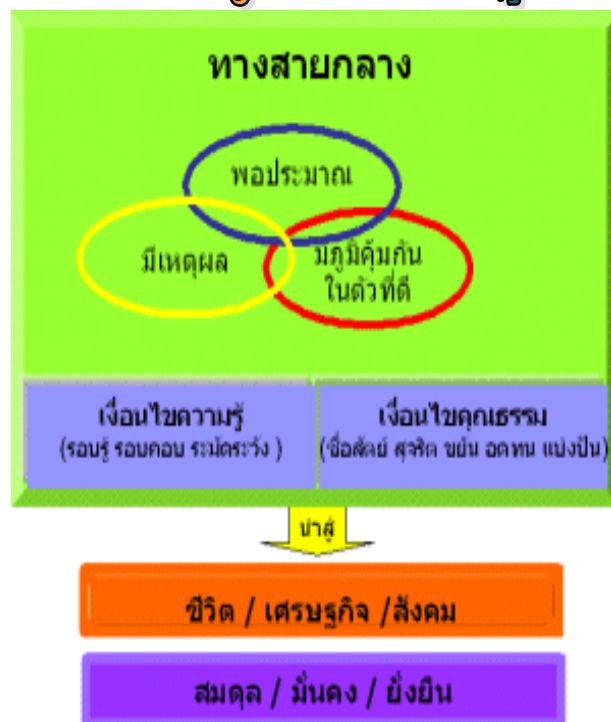 ทางสายกลาง
พอประมาณ
มีเหตุผล
มีภูมิคุ้มกัน
ในตัวที่ดี
เงื่อนไขความรู้
(รอบรู้ รอบคอบ ระมัดระวัง )
เงื่อนไขคุณธรรม
(ซื่อสัตย์ สุจริต ขยัน อดทน แบ่งปัน)
นำสู่
ชีวิต / เศรษฐกิจ /สังคม
สมดุล / มั่นคง / ยั่งยืน